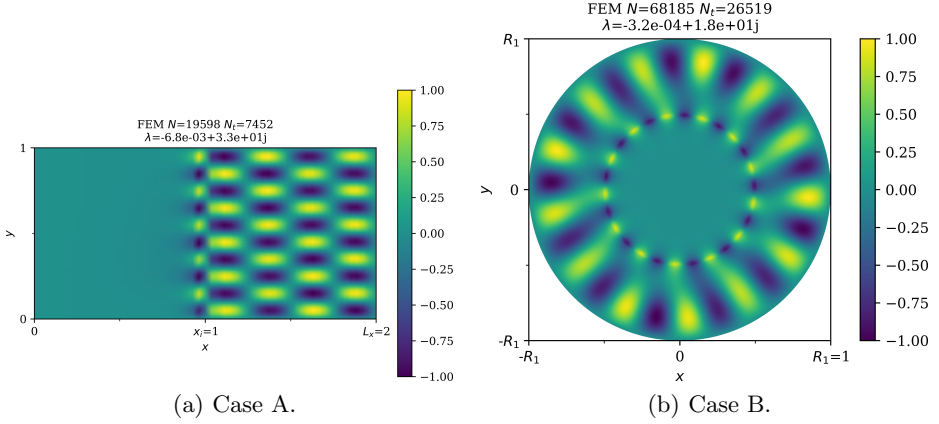 FEM N=19598 N_t=7452
λ=-6.8e-03+3.3e+01j
1
y
0
0
x_i=1
L_x=2
x
1.00
0.75
0.50
0.25
0.00
−0.25
−0.50
−0.75
−1.00
(a) Case A.
FEM N=68185 N_t=26519
λ=-3.2e-04+1.8e+01j
R_1
y
0
-R_1
-R_1
0
R_1=1
x
1.00
0.75
0.50
0.25
0.00
−0.25
−0.50
−0.75
−1.00
(b) Case B.